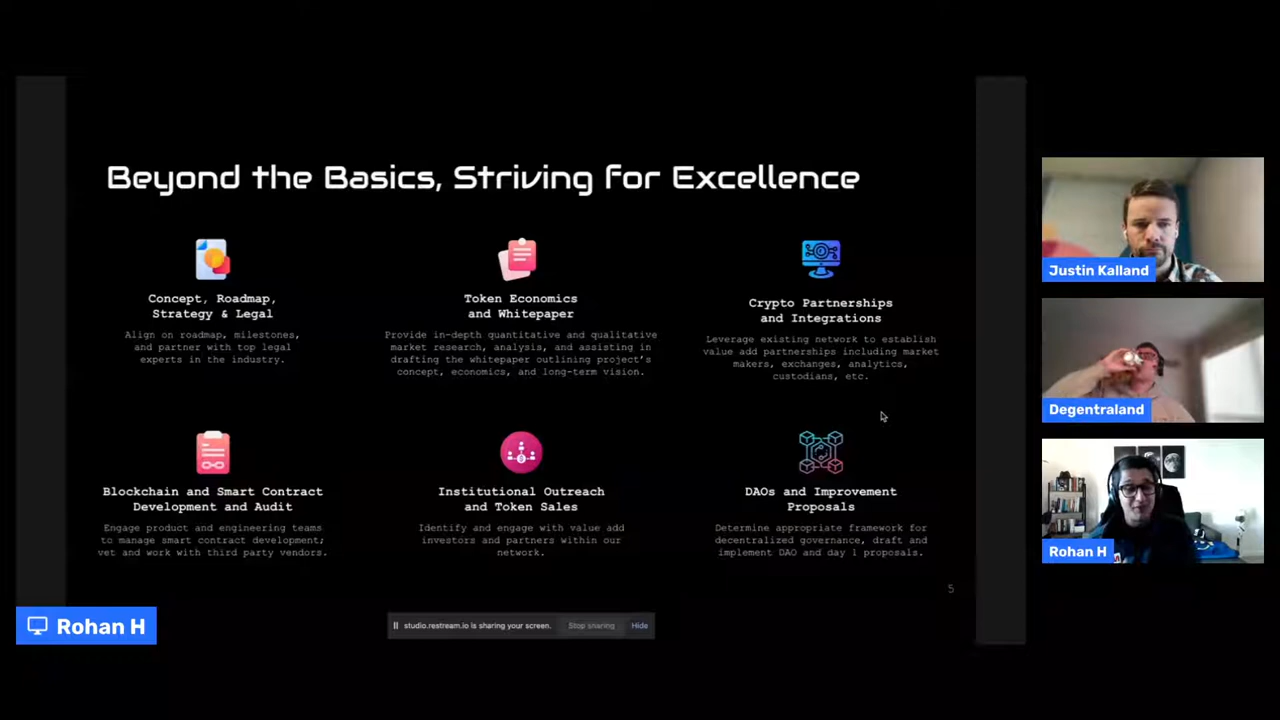 Beyond the Basics, Striving for Excellence
Concept, Roadmap,
Strategy & Legal
Align on roadmap, milestones,
and partner with top legal
experts in the industry.
Token Economics
and Whitepaper
Provide in-depth quantitative and qualitative
market research, analysis, and assisting in
drafting the whitepaper outlining project's
concept, economics, and long-term vision.
Crypto Partnerships
and Integrations
Leverage existing network to establish
value add partnerships including market
makers, exchanges, analytics,
custodians, etc.
Blockchain and Smart Contract
Development and Audit
Engage product and engineering teams
to manage smart contract development;
vet and work with third party vendors.
Institutional Outreach
and Token Sales
Identify and engage with value add
investors and partners within our
network.
DAOs and Improvement
Proposals
Determine appropriate framework for
decentralized governance, draft and
implement DAO and day 1 proposals.
5
Rohan H
studio.restream.io is sharing your screen. Stop sharing Hide
Justin Kalland
Degentraland
Rohan H